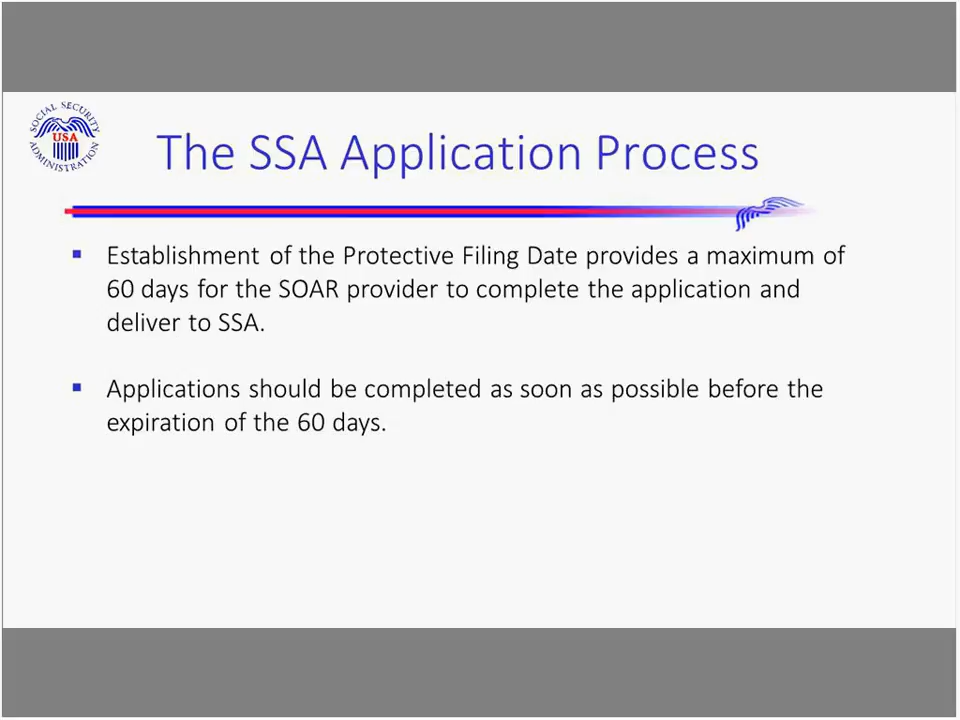 SOCIAL SECURITY
USA
ADMINISTRATION
The SSA Application Process
Establishment of the Protective Filing Date provides a maximum of
60 days for the SOAR provider to complete the application and
deliver to SSA.
Applications should be completed as soon as possible before the
expiration of the 60 days.